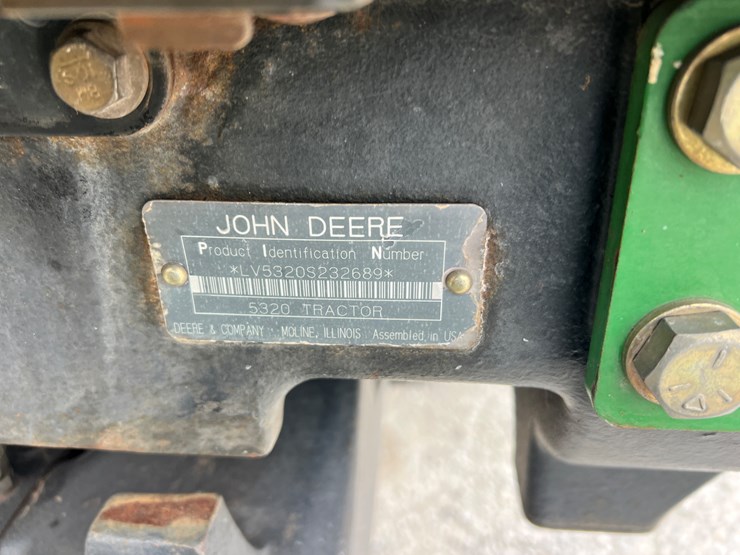 JOHN DEERE
Product Identification Number
*LV5320S232689*
5320 TRACTOR
DEERE & COMPANY MOLINE, ILLINOIS Assembled in USA